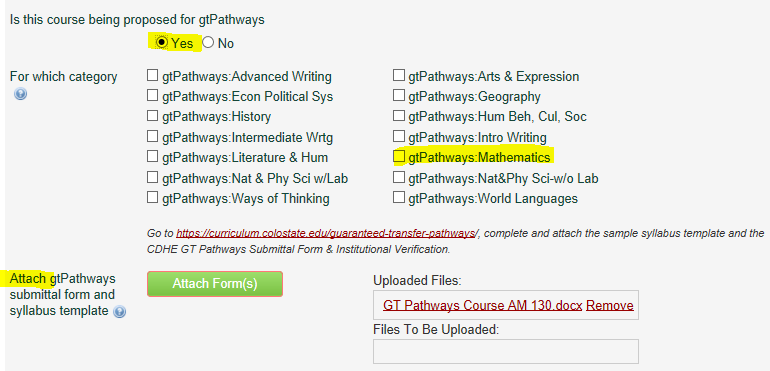 Is this course being proposed for gtPathways
Yes No
For which category
gtPathways:Advanced Writing gtPathways:Arts & Expression
gtPathways:Econ Political Sys gtPathways:Geography
gtPathways:History gtPathways:Hum Beh, Cul, Soc
gtPathways:Intermediate Wrtg gtPathways:Intro Writing
gtPathways:Literature & Hum gtPathways:Mathematics
gtPathways:Nat & Phy Sci w/Lab gtPathways:Nat&Phy Sci-w/o Lab
gtPathways:Ways of Thinking gtPathways:World Languages
Go to https://curriculum.colostate.edu/guaranteed-transfer-pathways/, complete and attach the sample syllabus template and the
CDHE GT Pathways Submittal Form & Institutional Verification.
Attach gtPathways
submittal form and
syllabus template
Attach Form(s)
Uploaded Files:
GT Pathways Course AM 130.docx Remove
Files To Be Uploaded: